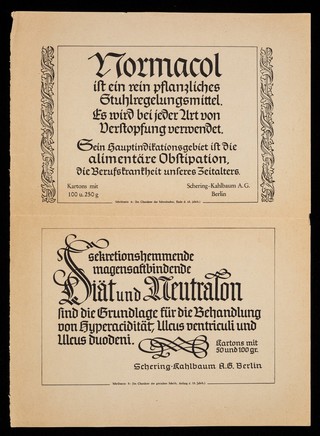 Normacol
ist ein rein pflanzliches
Stuhlregelungsmittel.
Es wird bei jeder Art von
Verstopfung verwendet.
Sein Hauptindikationsgebiet ist die
alimentäre Obstipation,
die Berufskrankheit unseres Zeitalters.
Kartons mit
100 u. 250 g
Schering-Kahlbaum A. G.
Berlin
sekretionshemmende
magensaftbindende
Diät und Neutralon
sind die Grundlage für die Behandlung
von Hyperacidität, Ulcus ventriculi und
Ulcus duodeni.
Kartons mit
50 und 100 gr.
Schering-Kahlbaum A.G. Berlin